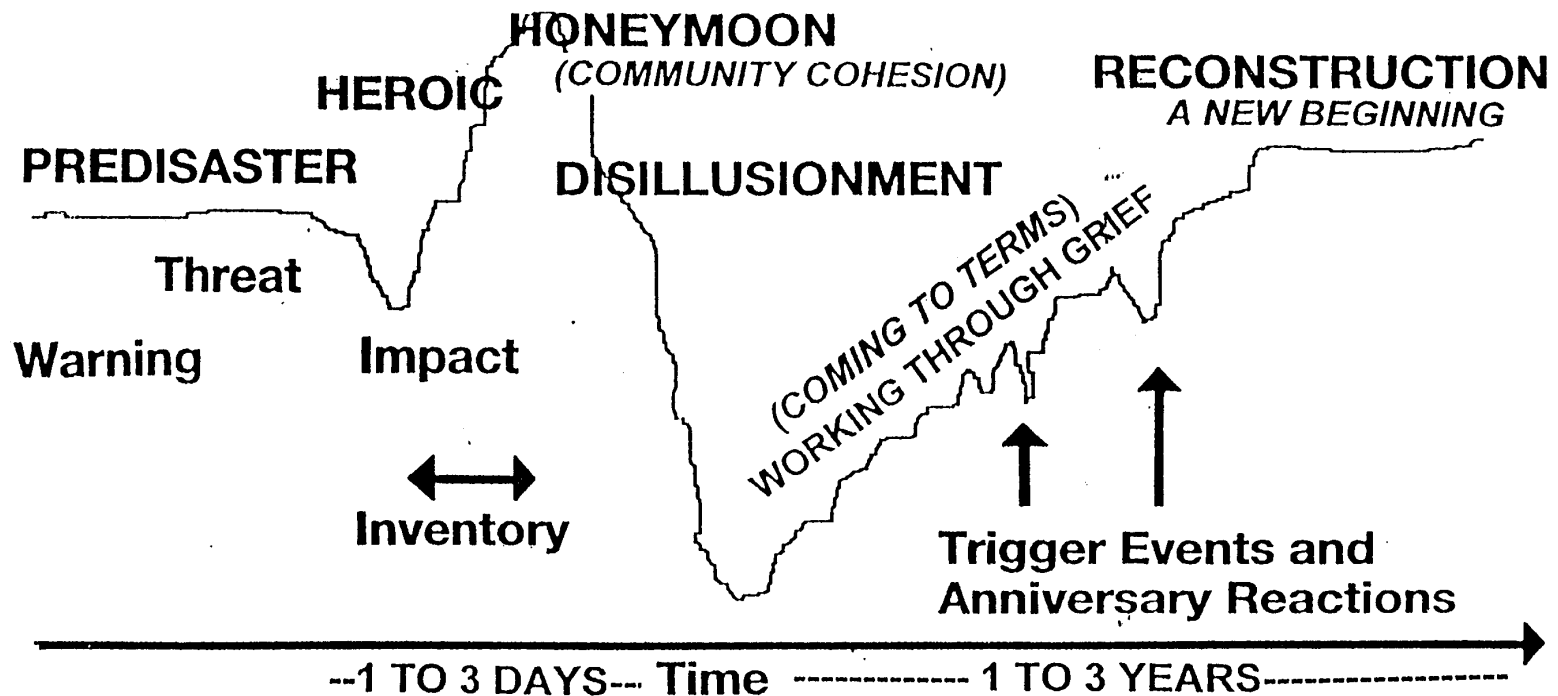 HONEYMOON
(COMMUNITY COHESION)
HEROIC
RECONSTRUCTION
A NEW BEGINNING
PREDISASTER
DISILLUSIONMENT
Threat
(COMING TO TERMS)
WORKING THROUGH GRIEF
Warning
Impact
Inventory
Trigger Events and
Anniversary Reactions
--1 TO 3 DAYS--- Time ------------- 1 TO 3 YEARS------------------